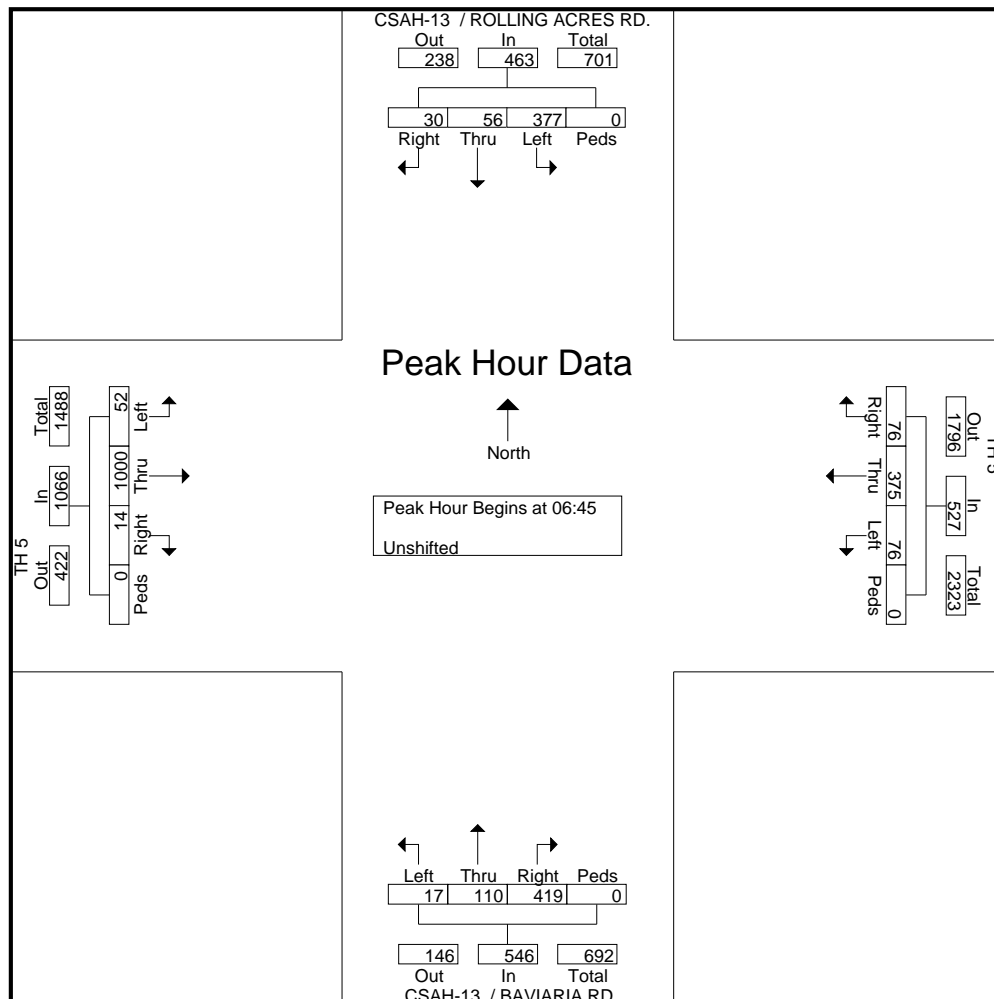 CSAH-13 / ROLLING ACRES RD.
Out In Total
238 463 701
30 56 377 0
Right Thru Left Peds
Peak Hour Data
North
Peak Hour Begins at 06:45
Unshifted
TH 5
Out In Total
422 1066 1488
52 1000 14 0
Left Thru Right Peds
TH 5
Out In Total
1796 527 2323
76 375 76 0
Right Thru Left Peds
Left Thru Right Peds
17 110 419 0
146 546 692
Out In Total
CSAH-13 / BAVIARIA RD.